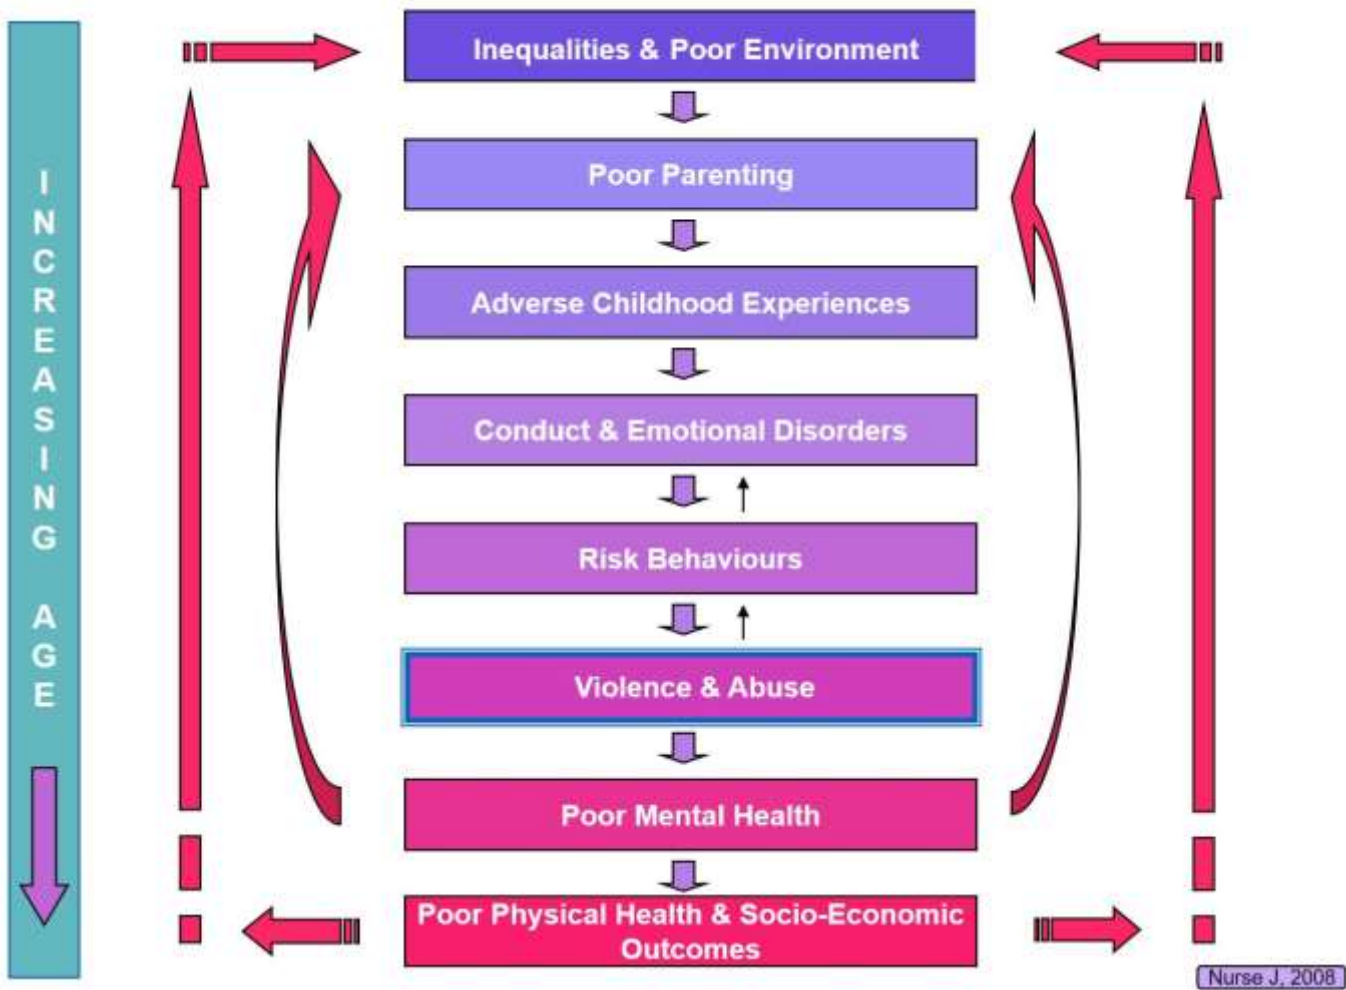 INCREASING AGE
Inequalities & Poor Environment
Poor Parenting
Adverse Childhood Experiences
Conduct & Emotional Disorders
Risk Behaviours
Violence & Abuse
Poor Mental Health
Poor Physical Health & Socio-Economic
Outcomes
Nurse J, 2008